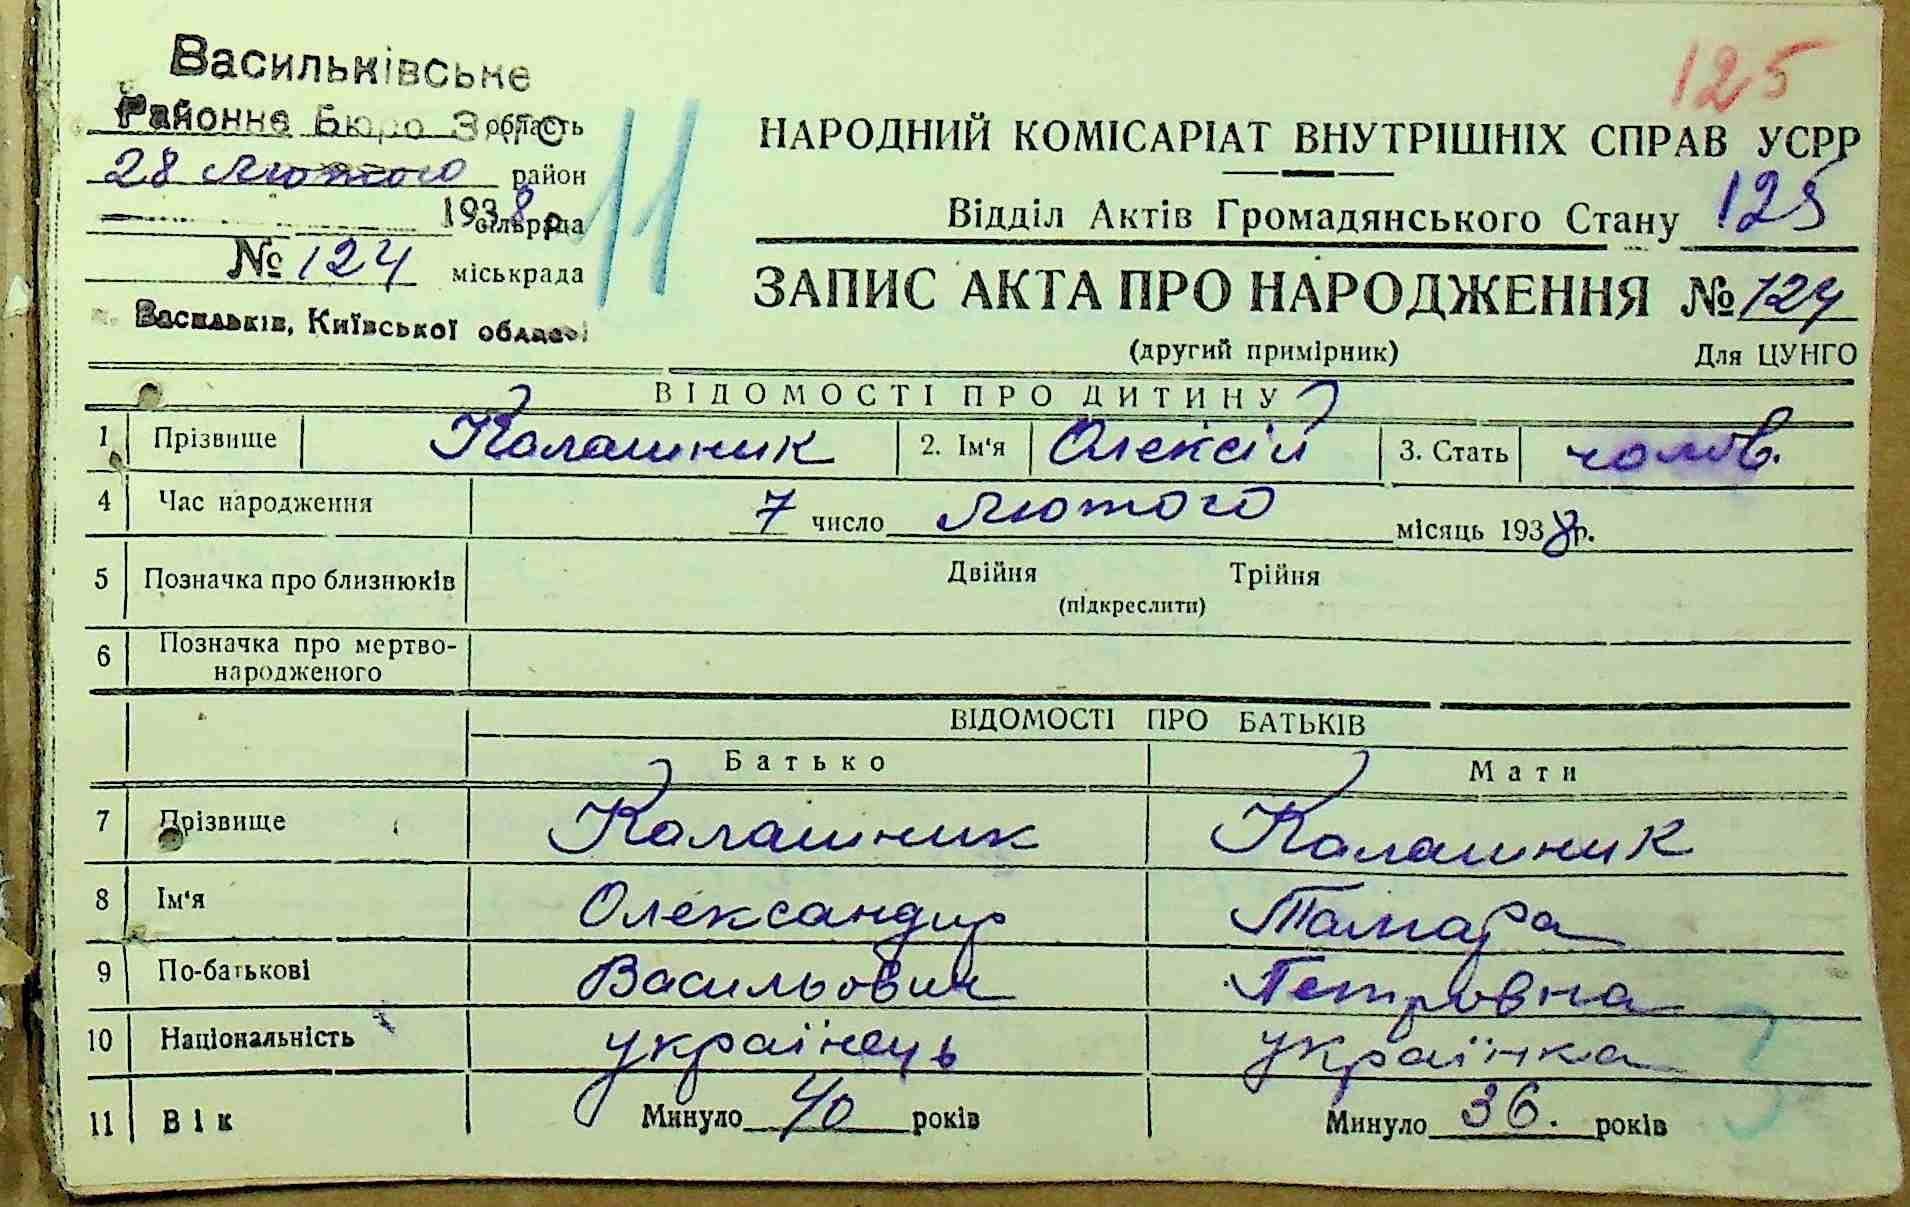 Васильківське
Районне Бюро ЗАГС область
28 лютого район
1938 р. сільрада
№ 124 міськрада
Васильків, Київської області
11
125
НАРОДНИЙ КОМІСАРІАТ ВНУТРІШНІХ СПРАВ УСРР
Відділ Актів Громадянського Стану 125
ЗАПИС АКТА ПРО НАРОДЖЕННЯ № 124
(другий примірник) Для ЦУНГО
ВІДОМОСТІ ПРО ДИТИНУ
1 Прізвище Калашник 2. Ім'я Олексій 3. Стать чолов.
4 Час народження 7 число лютого місяць 1938 р.
5 Позначка про близнюків Двійня Трійня
(підкреслити)
6 Позначка про мертво-
народженого
ВІДОМОСТІ ПРО БАТЬКІВ
Батько Мати
7 Прізвище Калашник Калашник
8 Ім'я Олександир Тамара
9 По-батькові Васильович Петровна
10 Національність українець українка
11 Вік Минуло 40 років Минуло 36. років
3